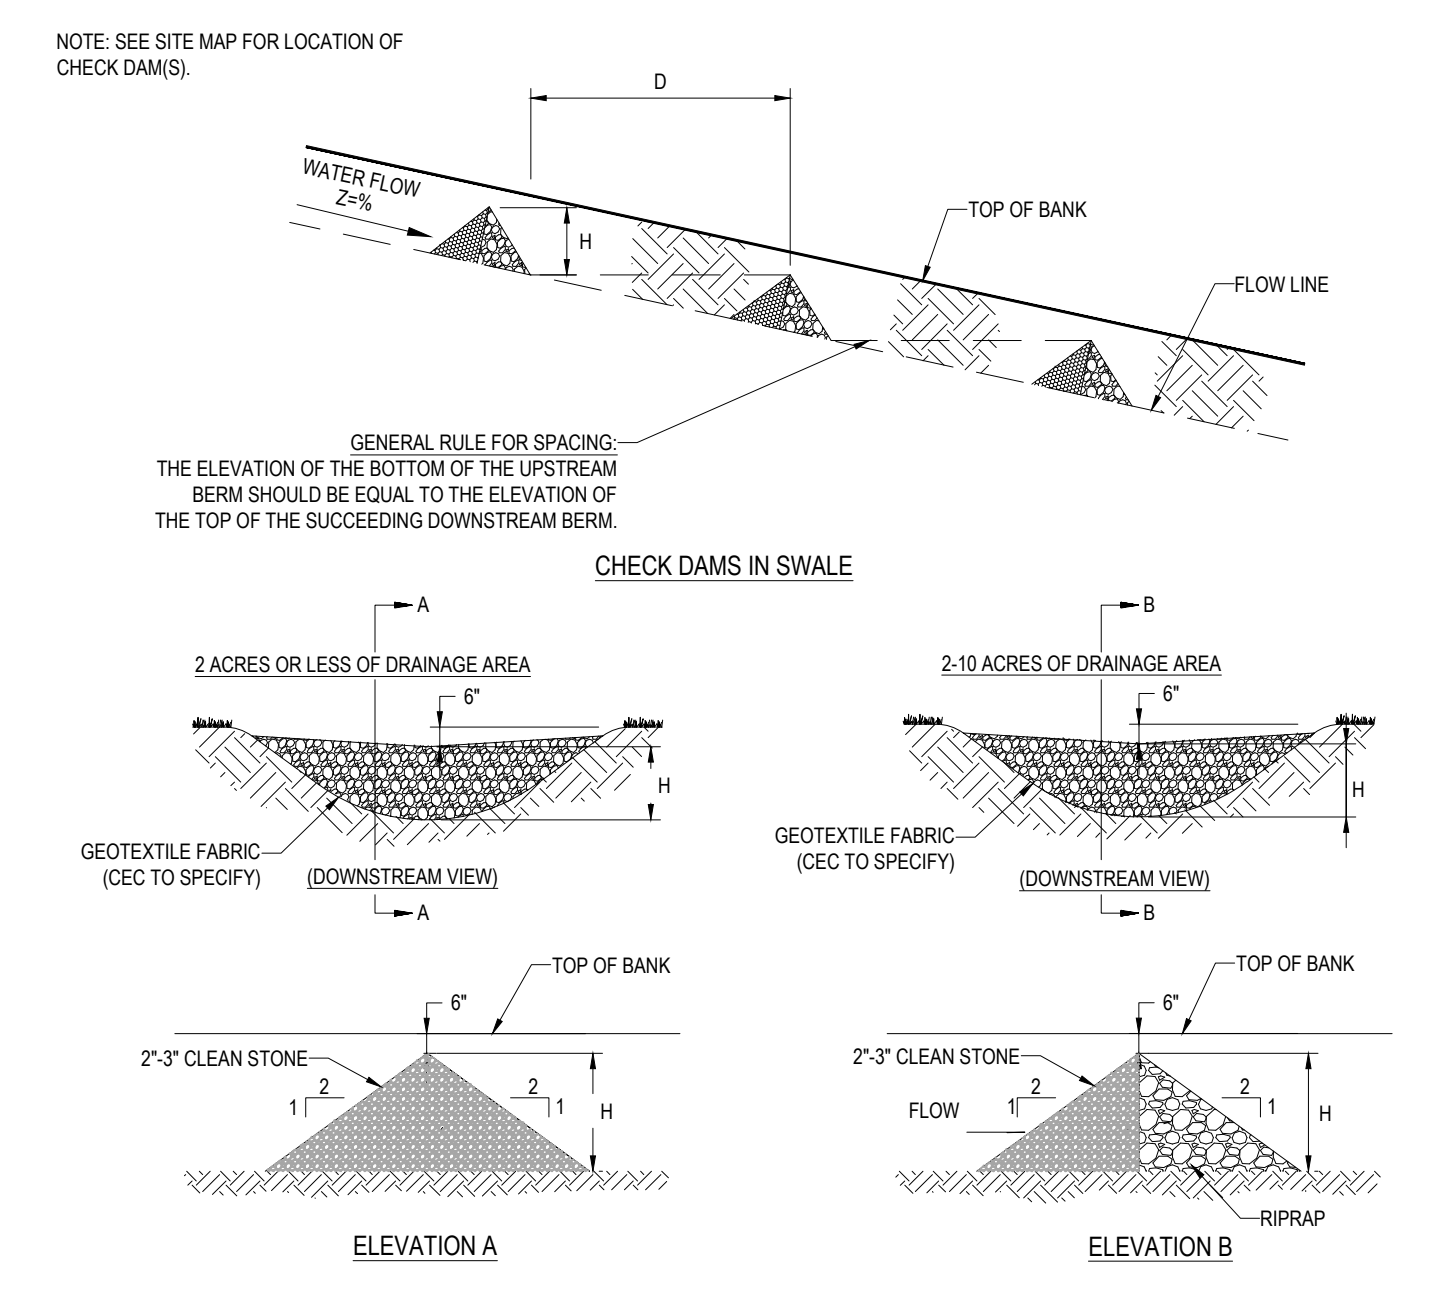 NOTE: SEE SITE MAP FOR LOCATION OF
CHECK DAM(S).
D
WATER FLOW
Z=%
H
TOP OF BANK
FLOW LINE
GENERAL RULE FOR SPACING:
THE ELEVATION OF THE BOTTOM OF THE UPSTREAM
BERM SHOULD BE EQUAL TO THE ELEVATION OF
THE TOP OF THE SUCCEEDING DOWNSTREAM BERM.
CHECK DAMS IN SWALE
A
2 ACRES OR LESS OF DRAINAGE AREA
6"
H
GEOTEXTILE FABRIC
(CEC TO SPECIFY)
(DOWNSTREAM VIEW)
A
B
2-10 ACRES OF DRAINAGE AREA
6"
H
GEOTEXTILE FABRIC
(CEC TO SPECIFY)
(DOWNSTREAM VIEW)
B
TOP OF BANK
6"
2"-3" CLEAN STONE
2
1
2
1
H
ELEVATION A
TOP OF BANK
6"
2"-3" CLEAN STONE
2
1
2
1
FLOW
H
RIPRAP
ELEVATION B